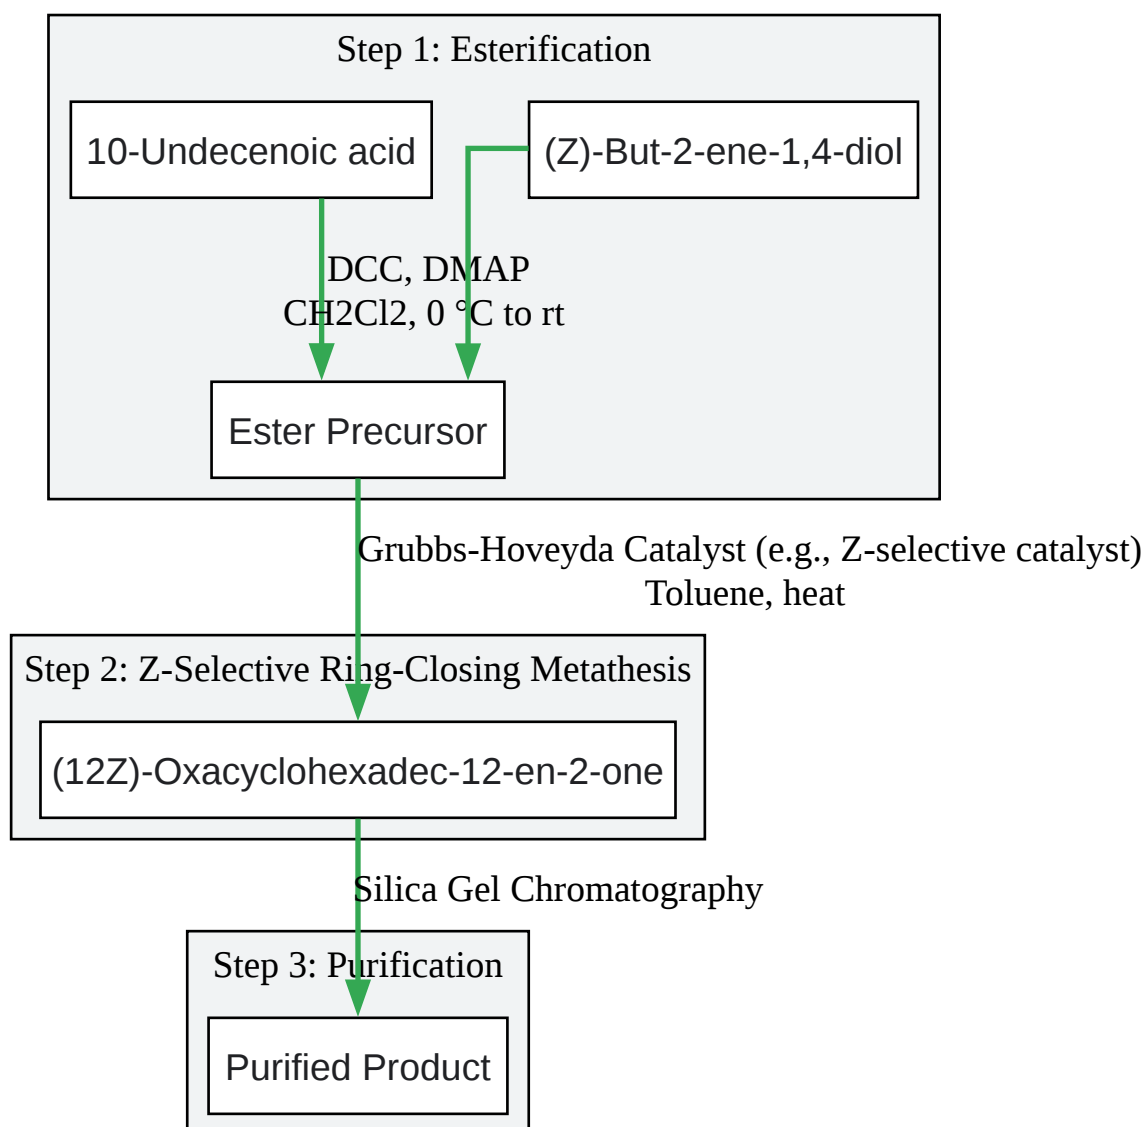 Step 1: Esterification
10-Undecenoic acid
(Z)-But-2-ene-1,4-diol
DCC, DMAP
CH2Cl2, 0 °C to rt
Ester Precursor
Grubbs-Hoveyda Catalyst (e.g., Z-selective catalyst)
Toluene, heat
Step 2: Z-Selective Ring-Closing Metathesis
(12Z)-Oxacyclohexadec-12-en-2-one
Silica Gel Chromatography
Step 3: Purification
Purified Product